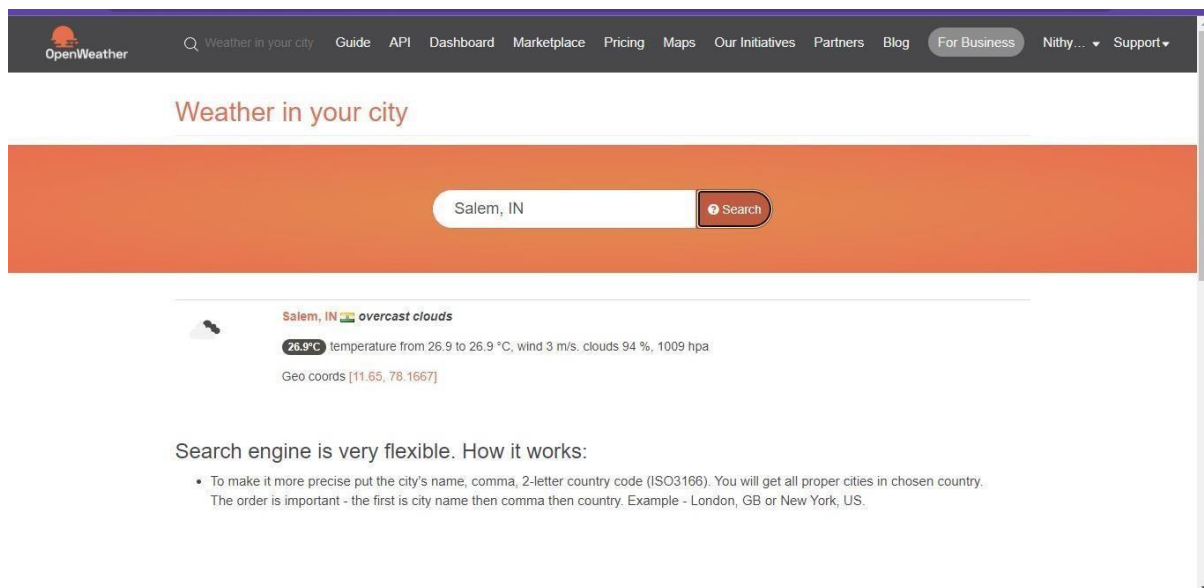 OpenWeather
Weather in your city Guide API Dashboard Marketplace Pricing Maps Our Initiatives Partners Blog For Business Nithy... Support
Weather in your city
Salem, IN Search
Salem, IN overcast clouds
26.9°C temperature from 26.9 to 26.9 °C, wind 3 m/s. clouds 94 %, 1009 hpa
Geo coords [11.65, 78.1667]
Search engine is very flexible. How it works:
• To make it more precise put the city's name, comma, 2-letter country code (ISO3166). You will get all proper cities in chosen country.
The order is important - the first is city name then comma then country. Example - London, GB or New York, US.